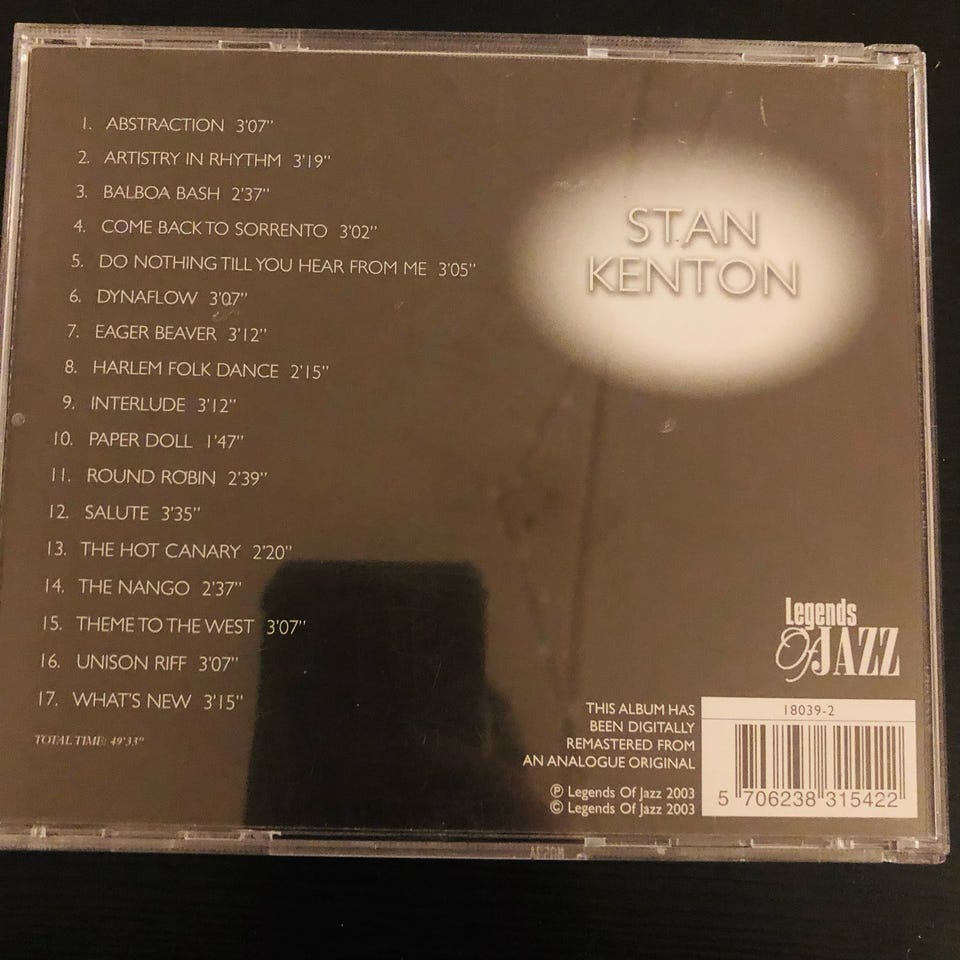 1. ABSTRACTION 3'07"
2. ARTISTRY IN RHYTHM 3'19"
3. BALBOA BASH 2'37"
4. COME BACK TO SORRENTO 3'02"
5. DO NOTHING TILL YOU HEAR FROM ME 3'05"
6. DYNAFLOW 3'07"
7. EAGER BEAVER 3'12"
8. HARLEM FOLK DANCE 2'15"
9. INTERLUDE 3'12"
10. PAPER DOLL 1'47"
11. ROUND ROBIN 2'39"
12. SALUTE 3'35"
13. THE HOT CANARY 2'20"
14. THE NANGO 2'37"
15. THEME TO THE WEST 3'07"
16. UNISON RIFF 3'07"
17. WHAT'S NEW 3'15"
TOTAL TIME: 49'33"
STAN
KENTON
Legends
Of JAZZ
THIS ALBUM HAS
BEEN DIGITALLY
REMASTERED FROM
AN ANALOGUE ORIGINAL
℗ Legends Of Jazz 2003
© Legends Of Jazz 2003
18039-2
5 706238 315422